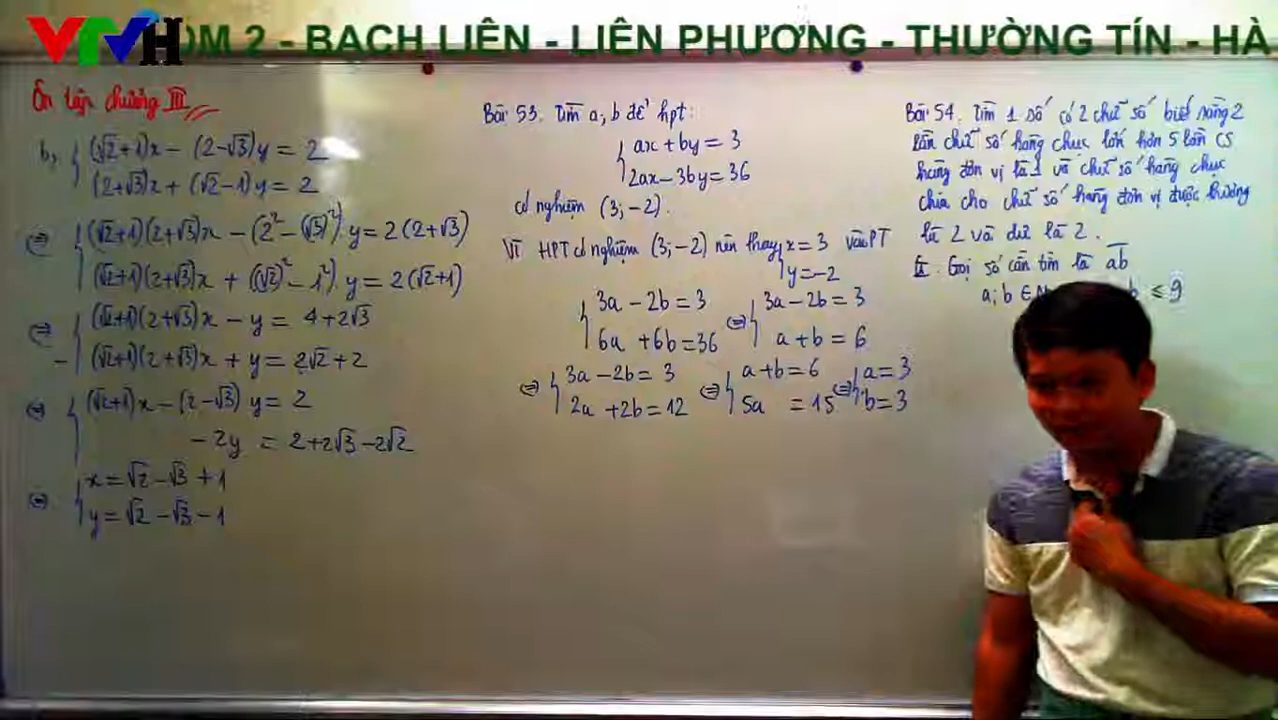 VTVH
ÓM 2 - BẠCH LIÊN - LIÊN PHƯƠNG - THƯỜNG TÍN - HÀ
Ôn tập chương III
b, { (√2+1)x - (2-√3)y = 2
(2+√3)x + (√2-1)y = 2
⇔ { (√2+1)(2+√3)x - (2² - (√3)²) y = 2(2+√3)
(√2+1)(2+√3)x + ((√2)² - 1²) y = 2(√2+1)
⇔ { (√2+1)(2+√3)x - y = 4+2√3
- (√2+1)(2+√3)x + y = 2√2+2
⇔ { (√2+1)x - (2-√3) y = 2
-2y = 2+2√3-2√2
⇔ { x = √2 - √3 + 1
y = √2 - √3 - 1
Bài 53. Tìm a, b để hpt:
{ ax + by = 3
2ax - 3by = 36
có nghiệm (3; -2).
Vì HPT có nghiệm (3; -2) nên thay { x = 3 vào PT
y = -2
{ 3a - 2b = 3 ⇔ { 3a - 2b = 3
6a + 6b = 36 a + b = 6
⇔ { 3a - 2b = 3 ⇔ { a + b = 6 ⇔ { a = 3
2a + 2b = 12 5a = 15 b = 3
Bài 54. Tìm 1 số có 2 chữ số biết rằng 2
lần chữ số hàng chục lớn hơn 5 lần CS
hàng đơn vị là 1 và chữ số hàng chục
chia cho chữ số hàng đơn vị được thương
là 2 và dư là 2.
Gọi số cần tìm là ab
a; b ∈ N b ≤ 9